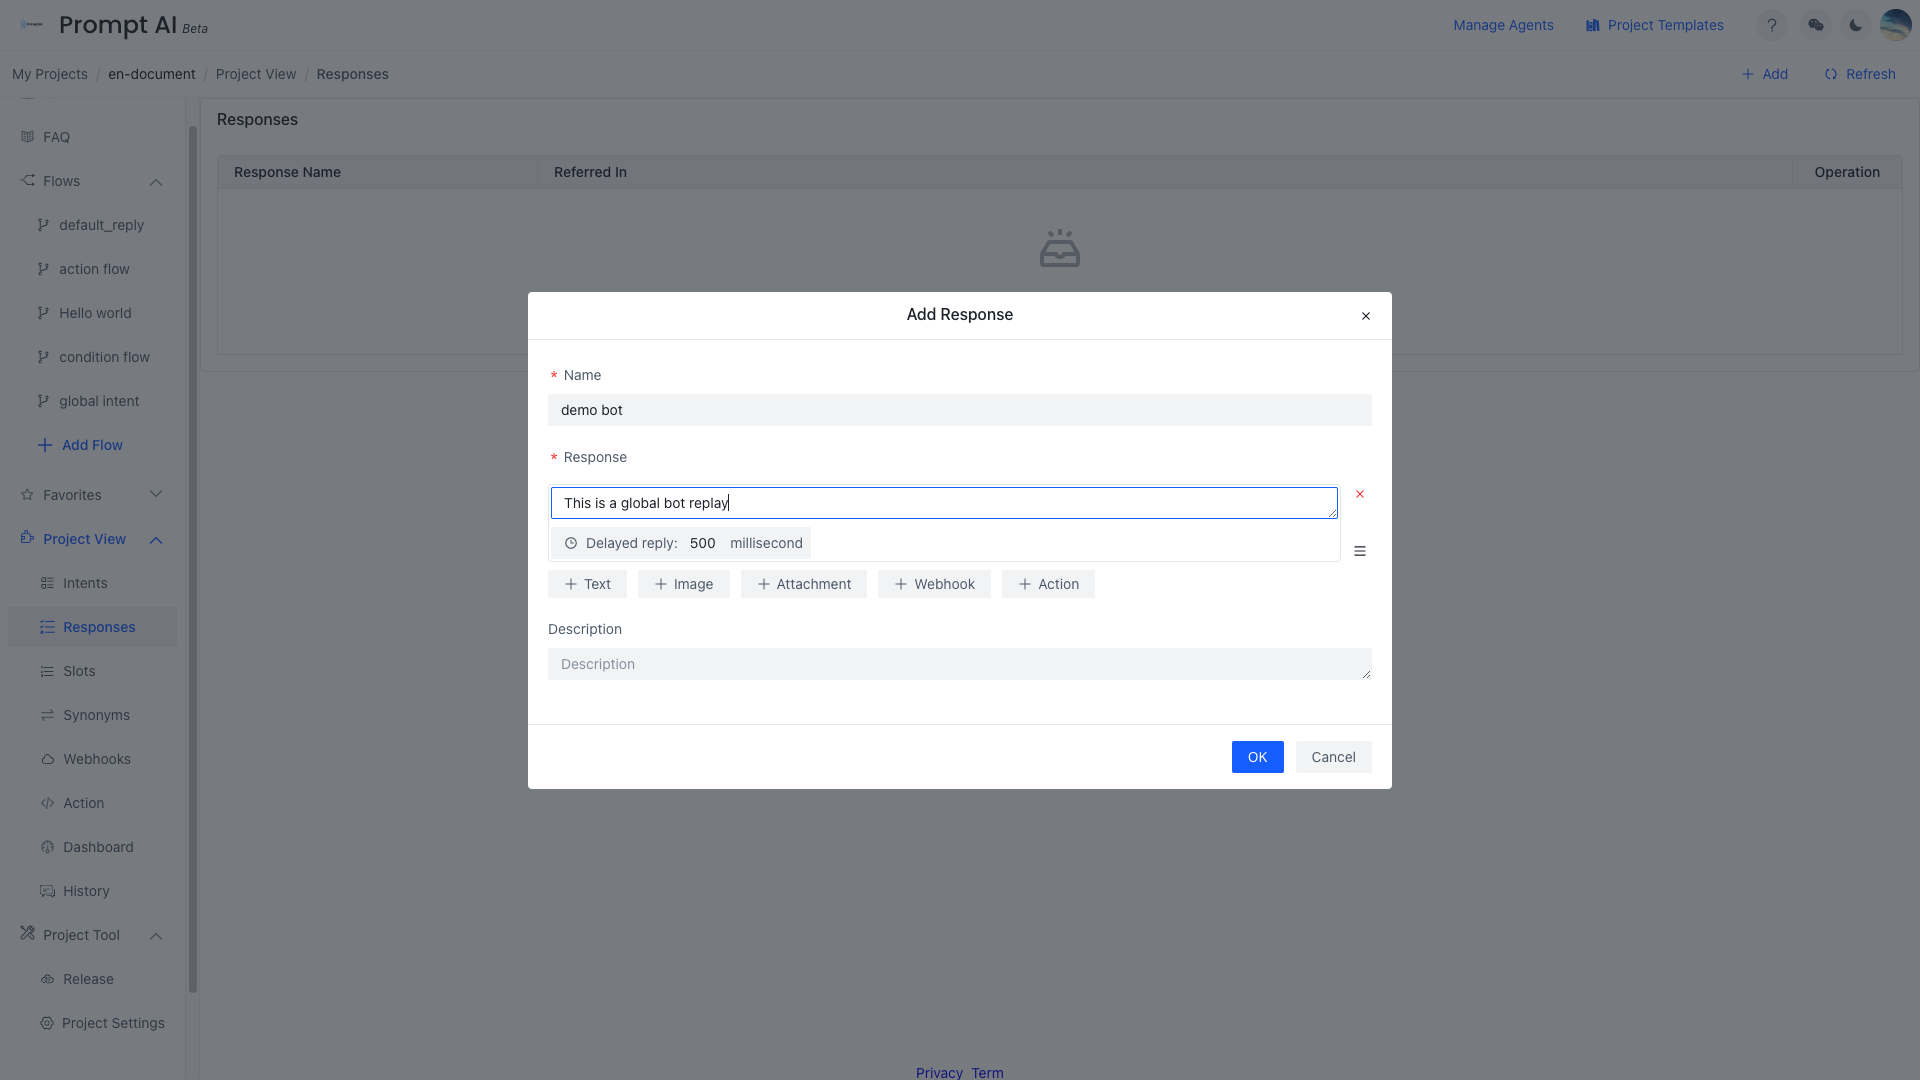 Prompt AI Beta
Manage Agents
Project Templates
?
My Projects / en-document / Project View / Responses
Add
Refresh
FAQ
Flows
default_reply
action flow
Hello world
condition flow
global intent
Add Flow
Favorites
Project View
Intents
Responses
Slots
Synonyms
Webhooks
Action
Dashboard
History
Project Tool
Release
Project Settings
Responses
Response Name
Referred In
Operation
Add Response
* Name
demo bot
* Response
This is a global bot replay
Delayed reply: 500 millisecond
Text
Image
Attachment
Webhook
Action
Description
Description
OK
Cancel
Privacy Term